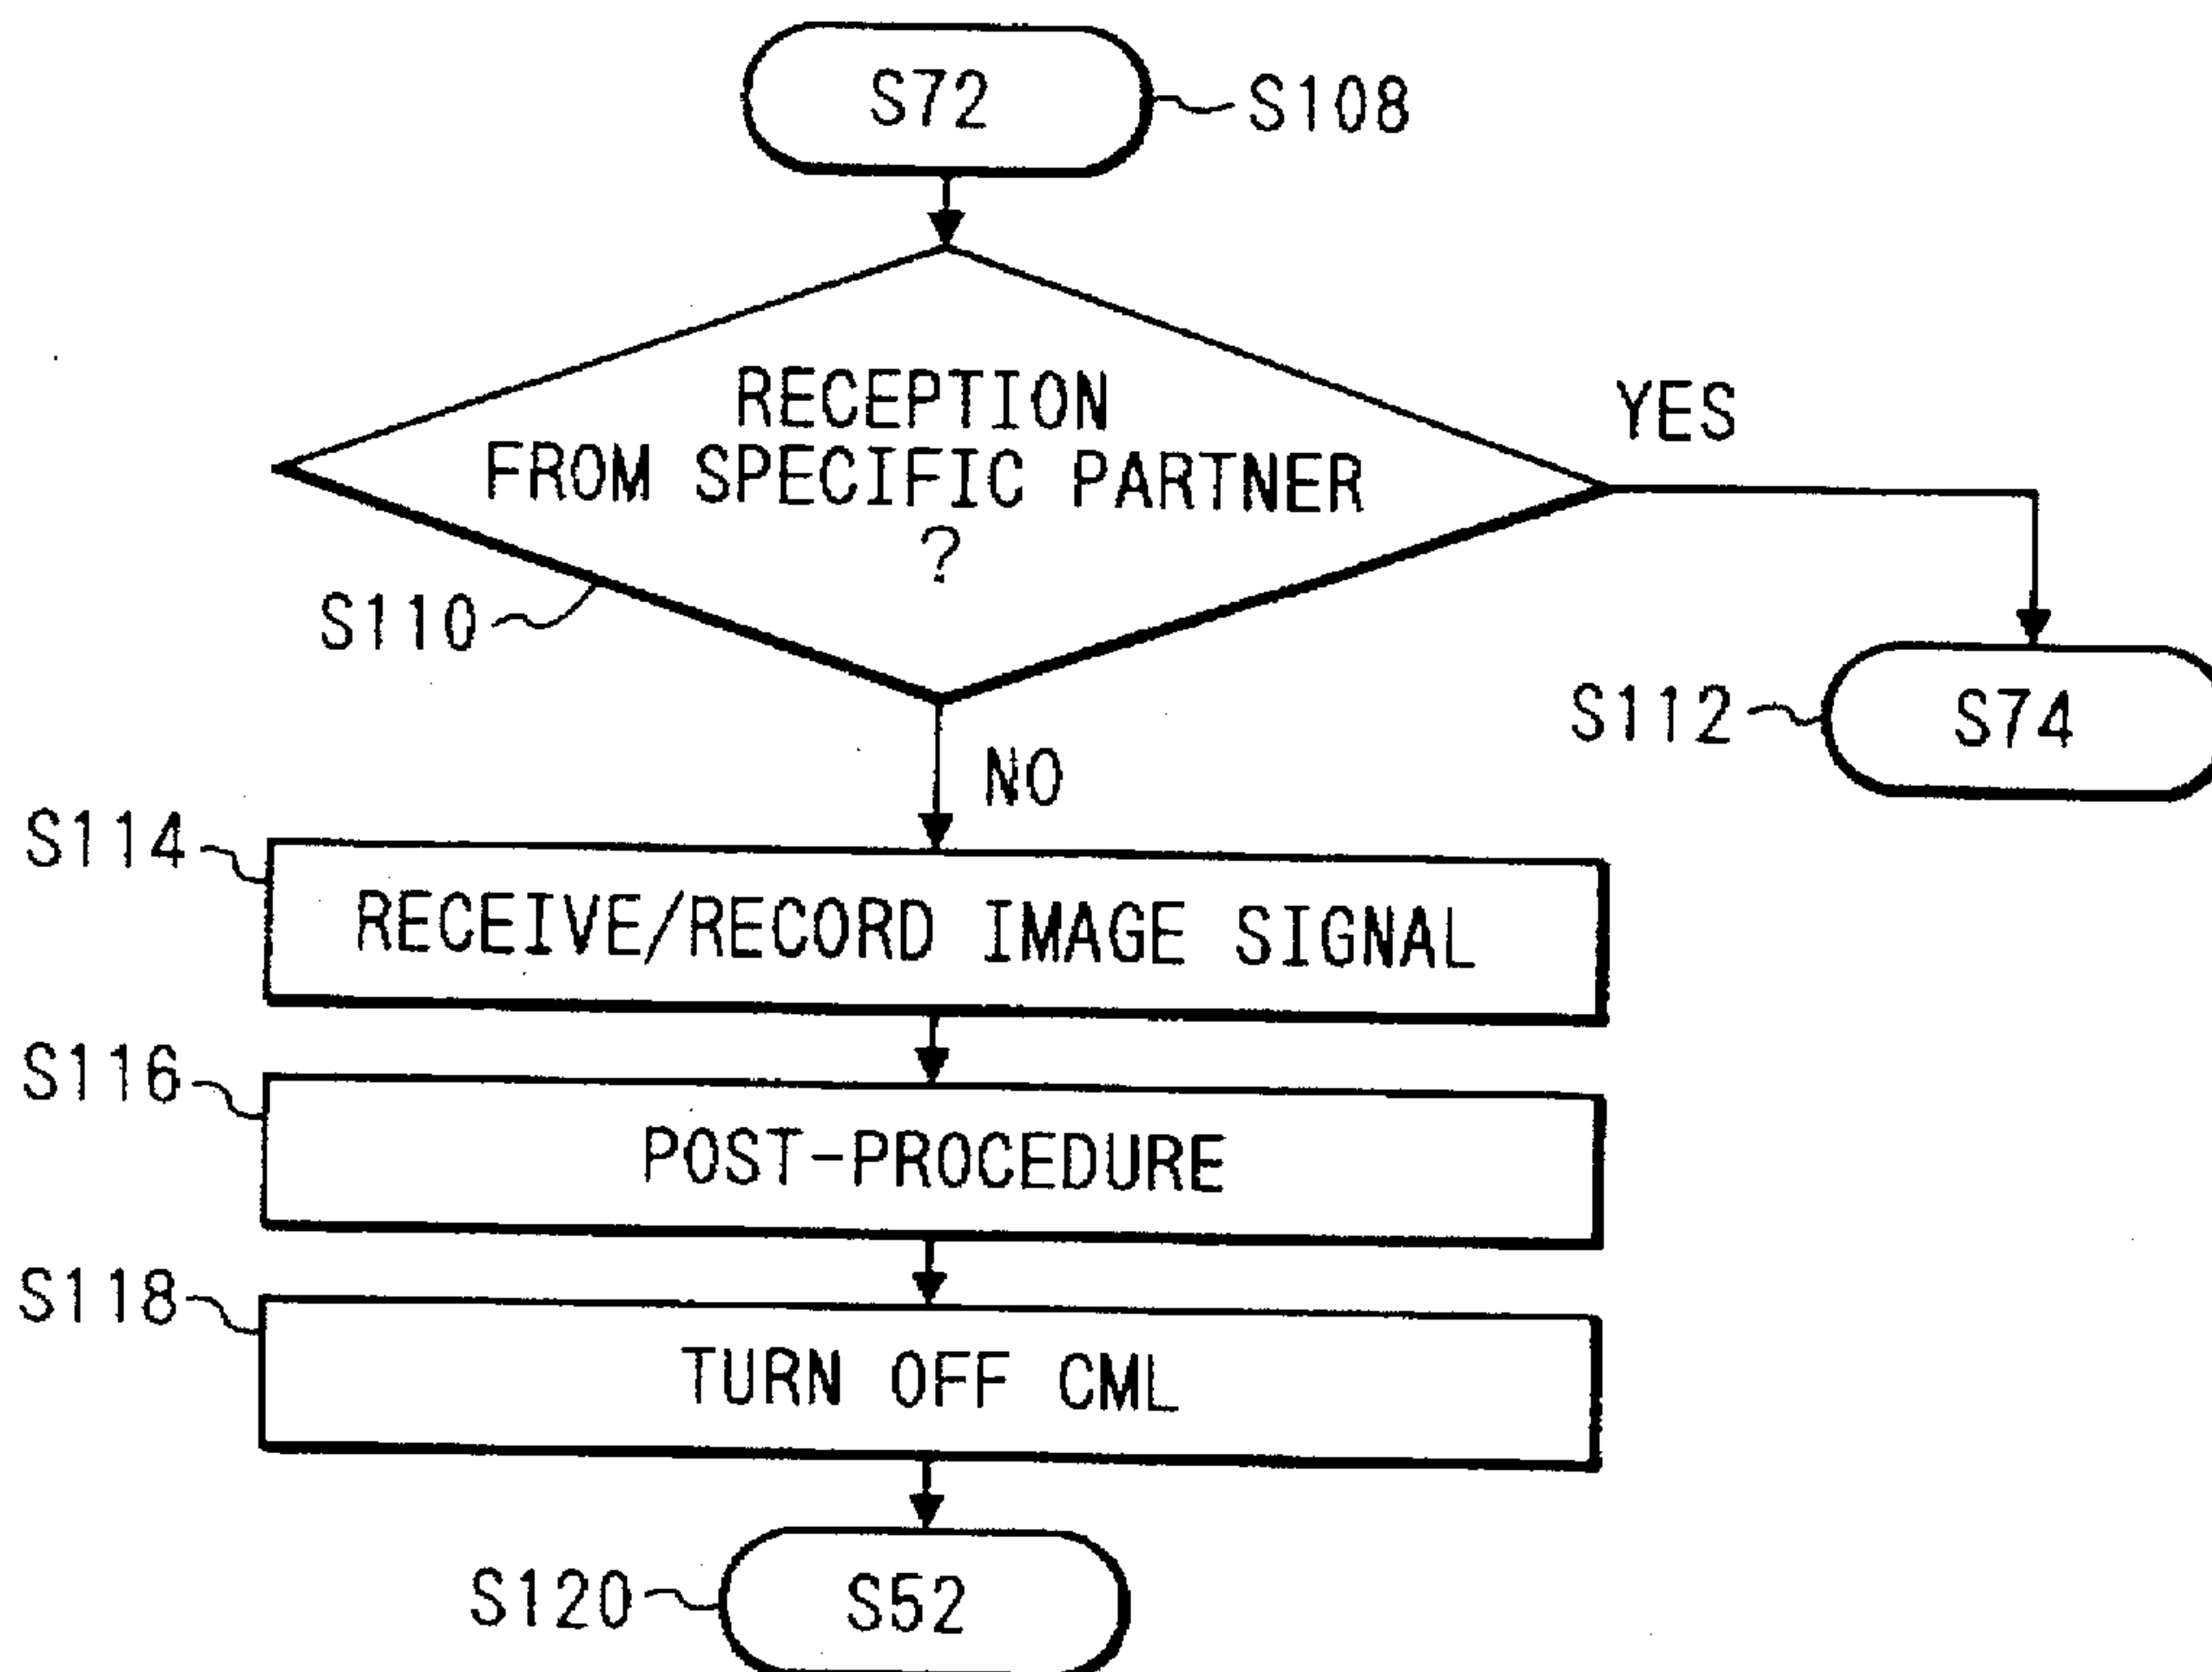 S72
S108
RECEPTION
FROM SPECIFIC PARTNER
?
YES
S110
S112
S74
NO
S114
RECEIVE/RECORD IMAGE SIGNAL
S116
POST-PROCEDURE
S118
TURN OFF CML
S120
S52